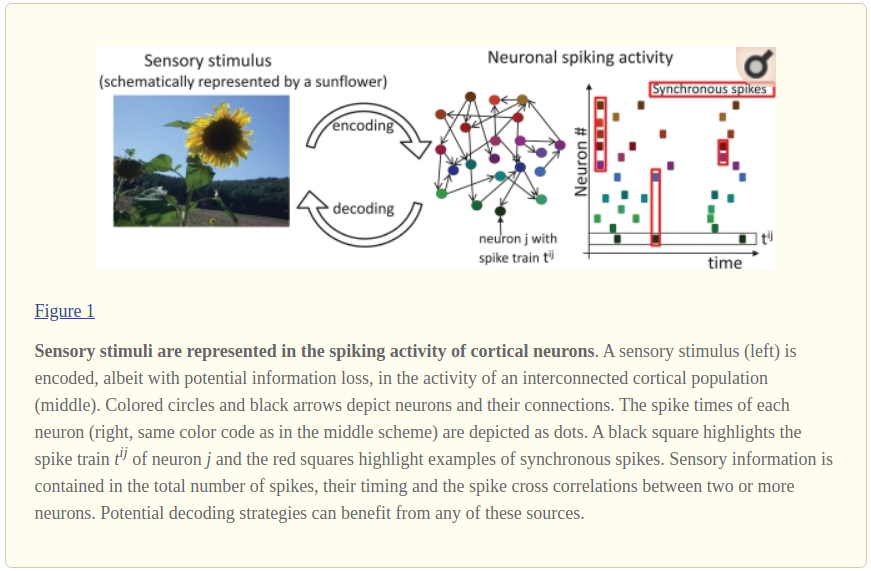 Sensory stimulus
(schematically represented by a sunflower)
Neuronal spiking activity
encoding
decoding
neuron j with
spike train tij
Synchronous spikes
Neuron #
tij
time
Figure 1
Sensory stimuli are represented in the spiking activity of cortical neurons. A sensory stimulus (left) is
encoded, albeit with potential information loss, in the activity of an interconnected cortical population
(middle). Colored circles and black arrows depict neurons and their connections. The spike times of each
neuron (right, same color code as in the middle scheme) are depicted as dots. A black square highlights the
spike train tij of neuron j and the red squares highlight examples of synchronous spikes. Sensory information is
contained in the total number of spikes, their timing and the spike cross correlations between two or more
neurons. Potential decoding strategies can benefit from any of these sources.